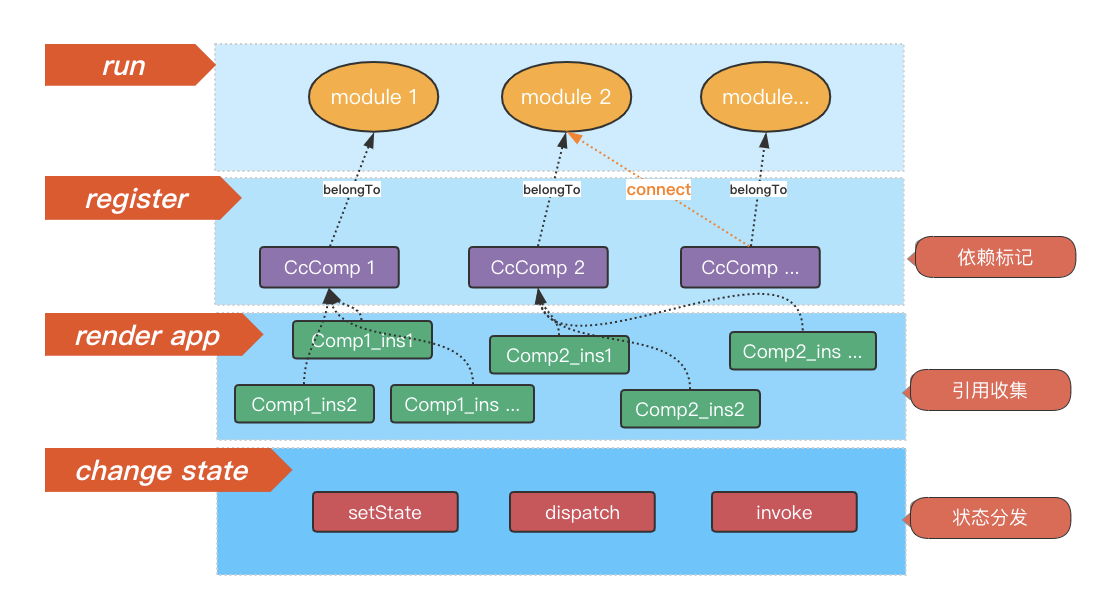 run
module 1
module 2
module...
belongTo
belongTo
connect
belongTo
register
CcComp 1
CcComp 2
CcComp ...
依赖标记
render app
Comp1_ins1
Comp2_ins1
Comp2_ins ...
Comp1_ins2
Comp1_ins ...
Comp2_ins2
引用收集
change state
setState
dispatch
invoke
状态分发